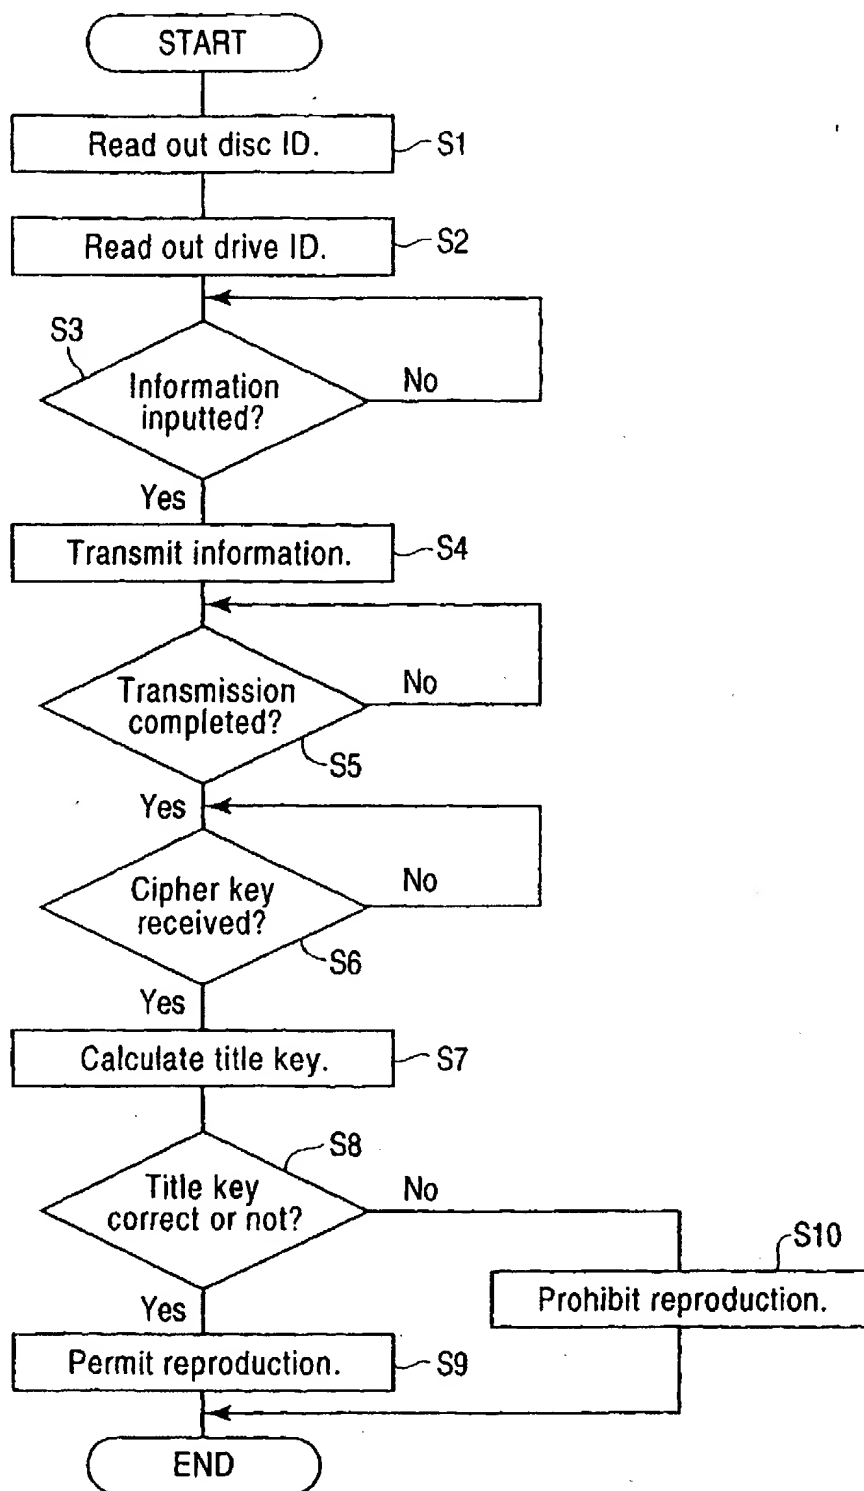 START
Read out disc ID.
S1
Read out drive ID.
S2
S3
Information
inputted?
No
Yes
Transmit information.
S4
Transmission
completed?
No
S5
Yes
Cipher key
received?
No
S6
Yes
Calculate title key.
S7
S8
Title key
correct or not?
No
S10
Prohibit reproduction.
Yes
Permit reproduction.
S9
END